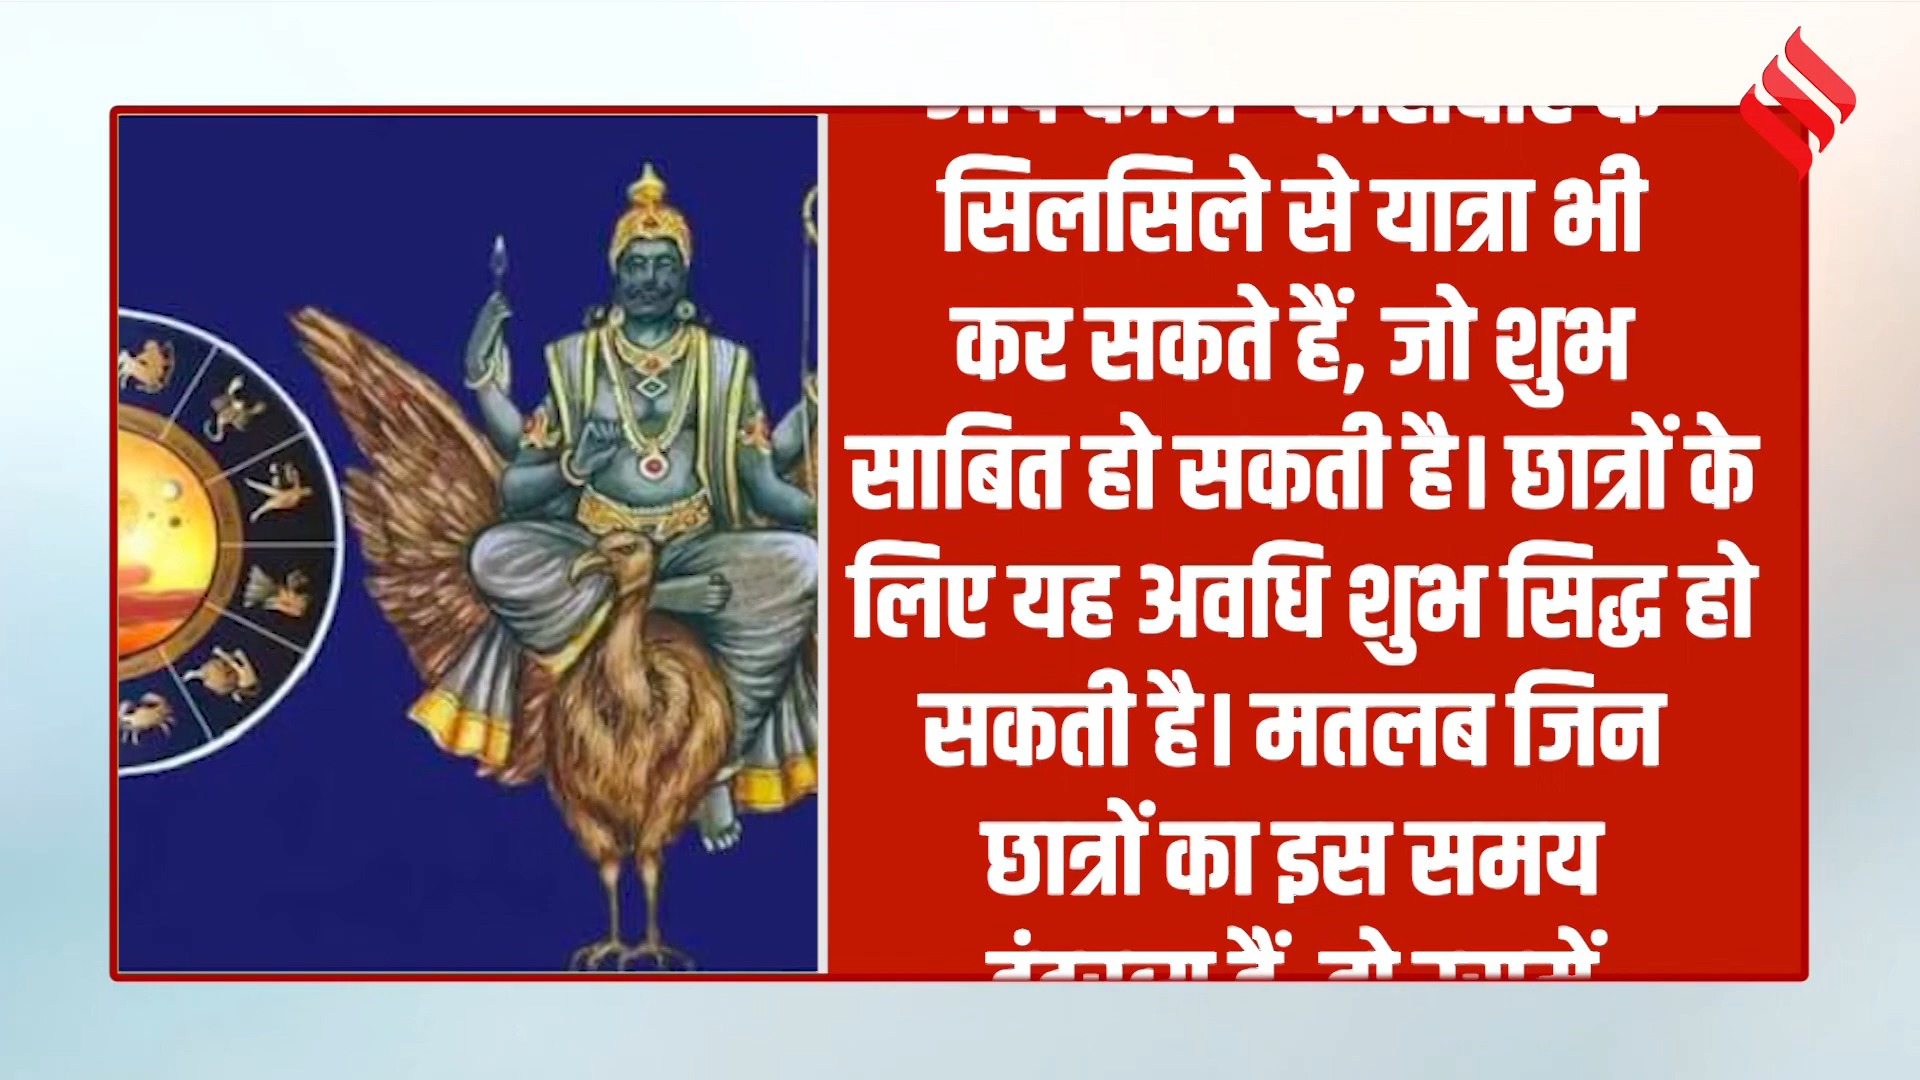 सिलसिले से यात्रा भी
कर सकते हैं, जो शुभ
साबित हो सकती है। छात्रों के
लिए यह अवधि शुभ सिद्ध हो
सकती है। मतलब जिन
छात्रों का इस समय